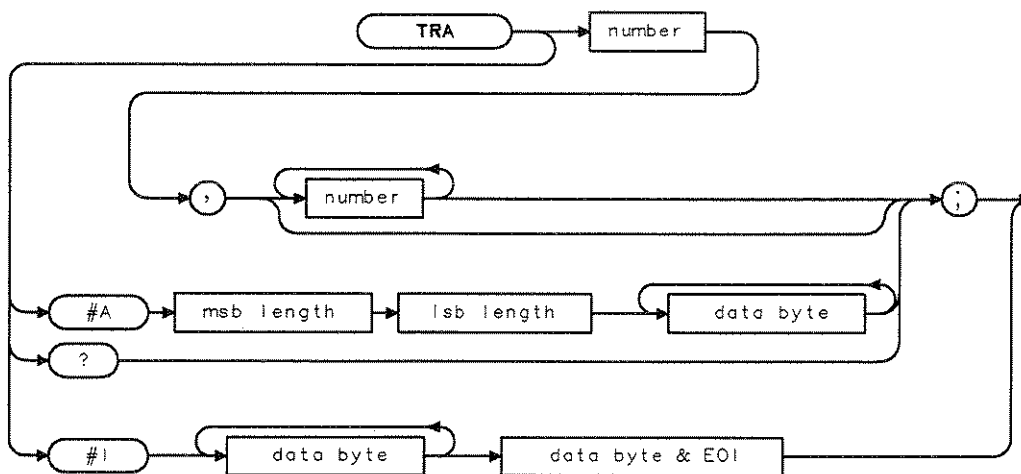 TRA number
, number ;
#A msb length lsb length data byte
?
#I data byte data byte & EOI